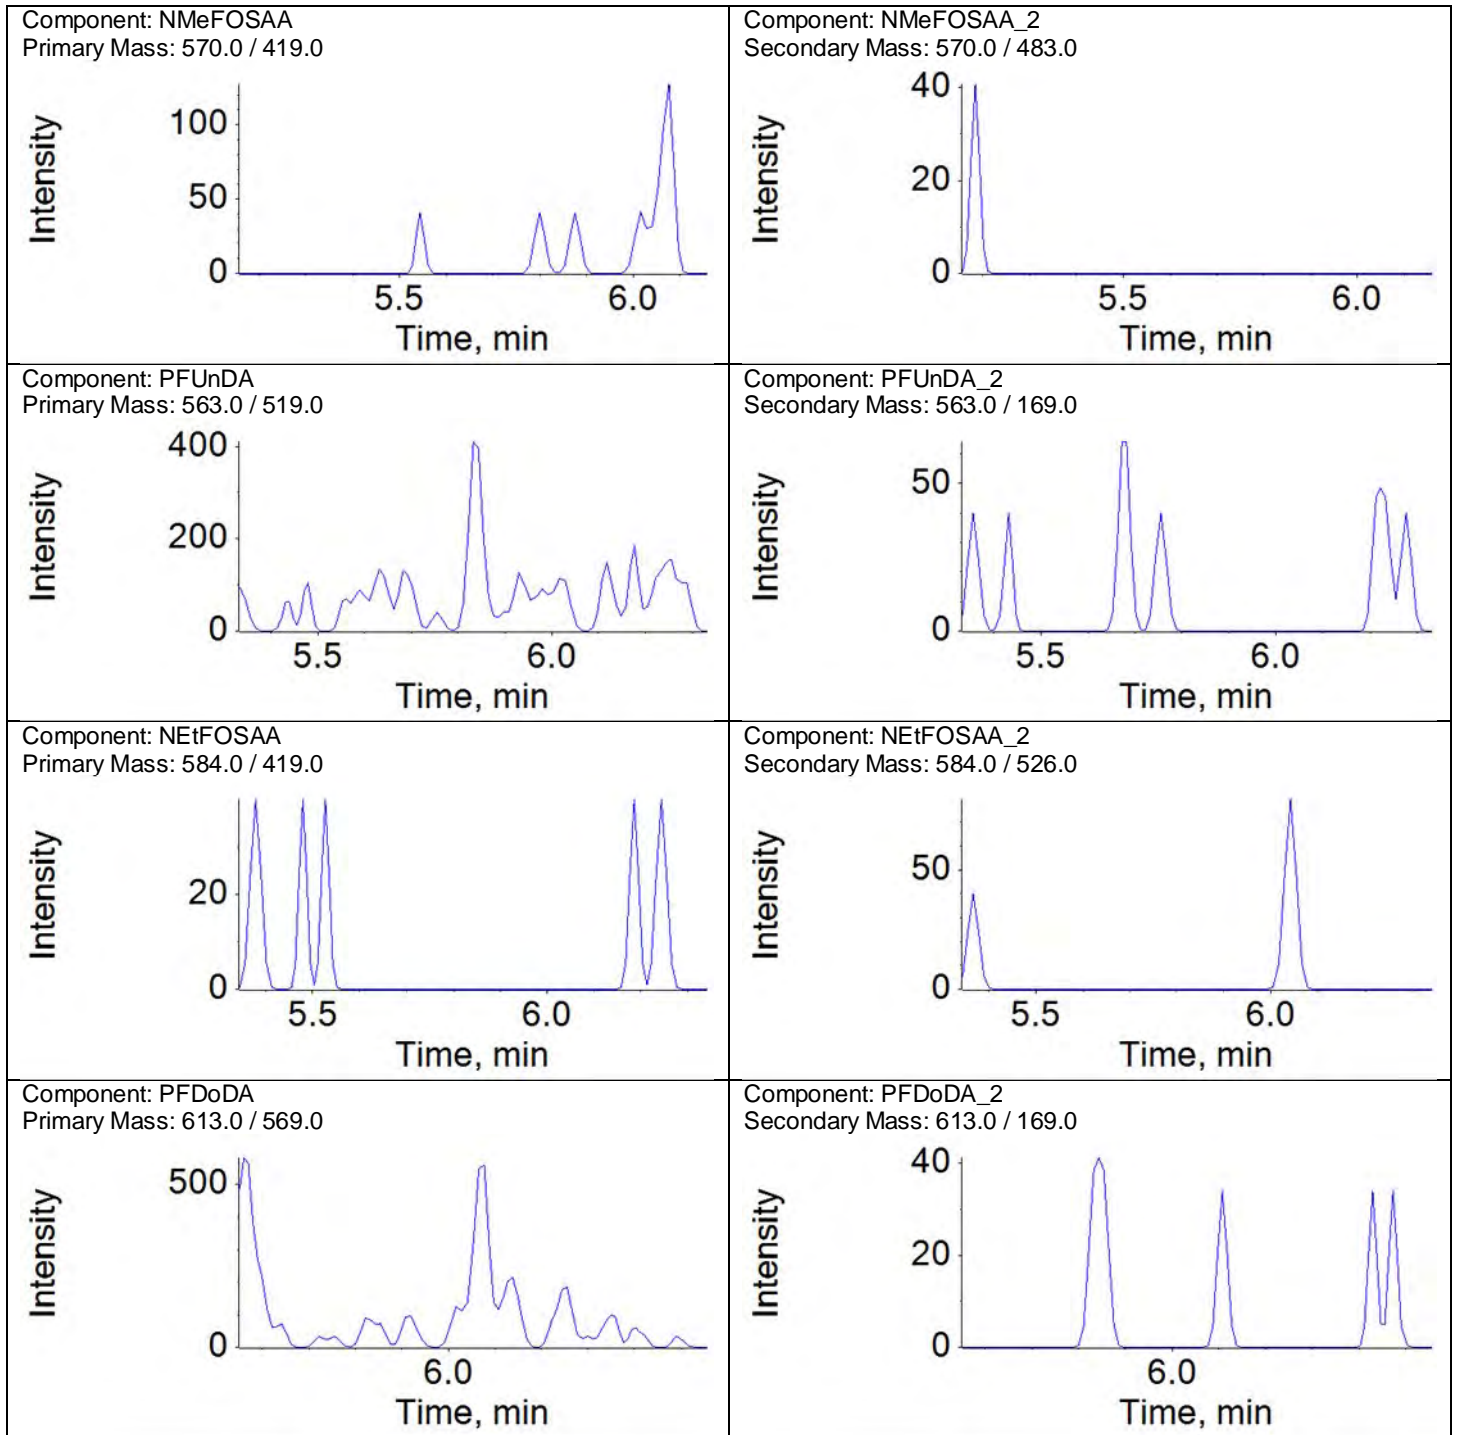 Component: NMeFOSAA
Primary Mass: 570.0 / 419.0
Intensity
100
50
0
5.5 6.0
Time, min
Component: NMeFOSAA_2
Secondary Mass: 570.0 / 483.0
Intensity
40
20
0
5.5 6.0
Time, min
Component: PFUnDA
Primary Mass: 563.0 / 519.0
Intensity
400
200
0
5.5 6.0
Time, min
Component: PFUnDA_2
Secondary Mass: 563.0 / 169.0
Intensity
50
0
5.5 6.0
Time, min
Component: NEtFOSAA
Primary Mass: 584.0 / 419.0
Intensity
20
0
5.5 6.0
Time, min
Component: NEtFOSAA_2
Secondary Mass: 584.0 / 526.0
Intensity
50
0
5.5 6.0
Time, min
Component: PFDoDA
Primary Mass: 613.0 / 569.0
Intensity
500
0
6.0
Time, min
Component: PFDoDA_2
Secondary Mass: 613.0 / 169.0
Intensity
40
20
0
6.0
Time, min